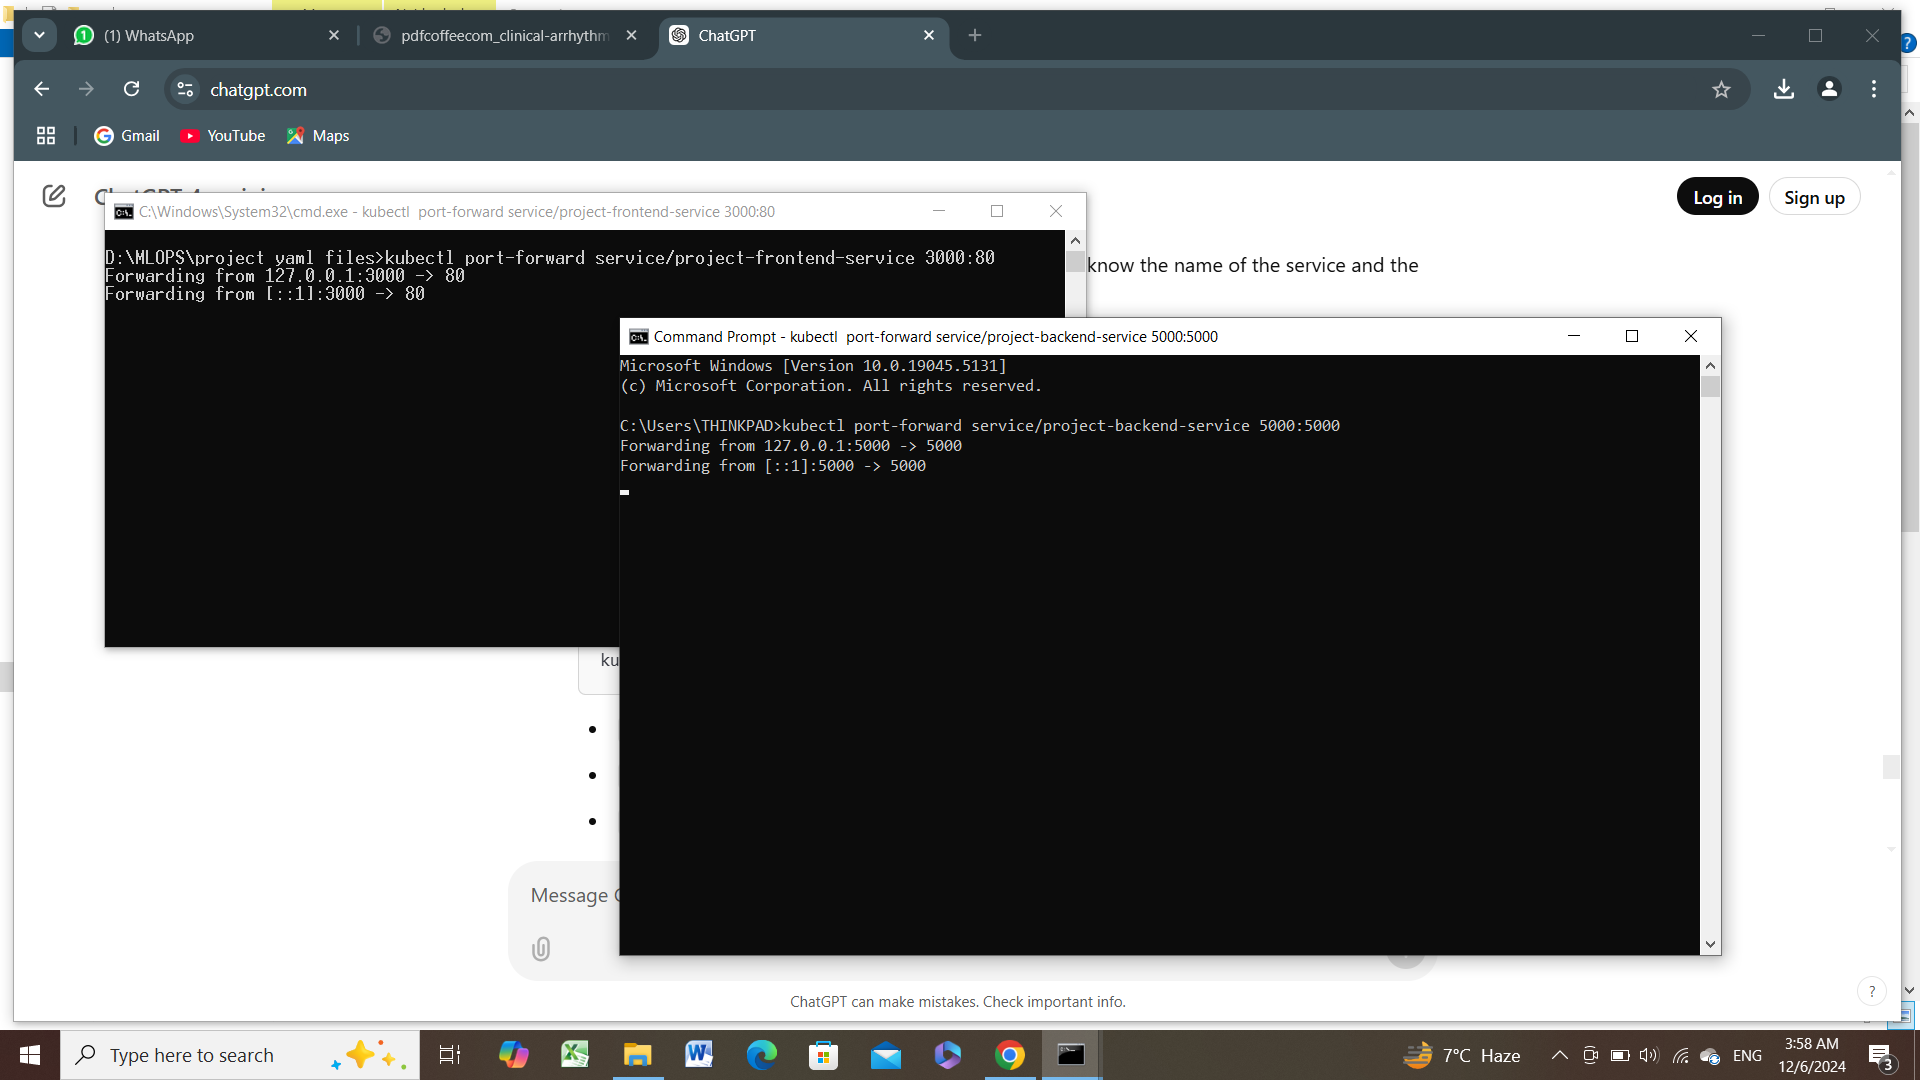 (1) WhatsApp
pdfcoffeecom_clinical-arrhythm
ChatGPT
chatgpt.com
Gmail
YouTube
Maps
Log in
Sign up
C:\Windows\System32\cmd.exe - kubectl  port-forward service/project-frontend-service 3000:80
D:\MLOPS\project yaml files>kubectl port-forward service/project-frontend-service 3000:80
Forwarding from 127.0.0.1:3000 -> 80
Forwarding from [::1]:3000 -> 80
know the name of the service and the
Command Prompt - kubectl  port-forward service/project-backend-service 5000:5000
Microsoft Windows [Version 10.0.19045.5131]
(c) Microsoft Corporation. All rights reserved.
C:\Users\THINKPAD>kubectl port-forward service/project-backend-service 5000:5000
Forwarding from 127.0.0.1:5000 -> 5000
Forwarding from [::1]:5000 -> 5000
ku
Message
ChatGPT can make mistakes. Check important info.
?
Type here to search
7°C Haze
ENG
3:58 AM
12/6/2024
3